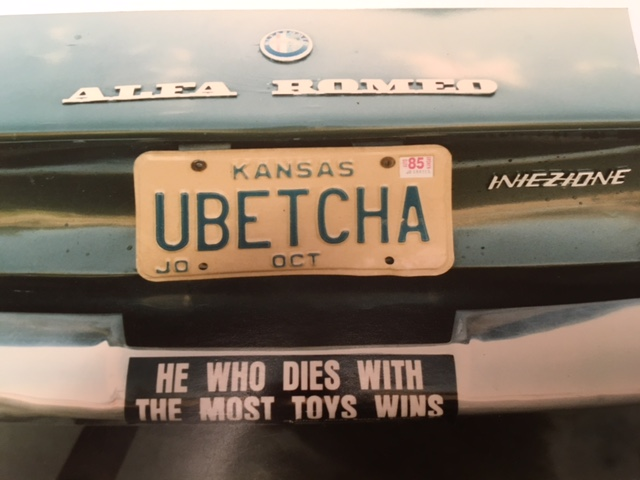 ALFA ROMEO
KANSAS
85
UBETCHA
JO OCT
INIEZIONE
HE WHO DIES WITH
THE MOST TOYS WINS